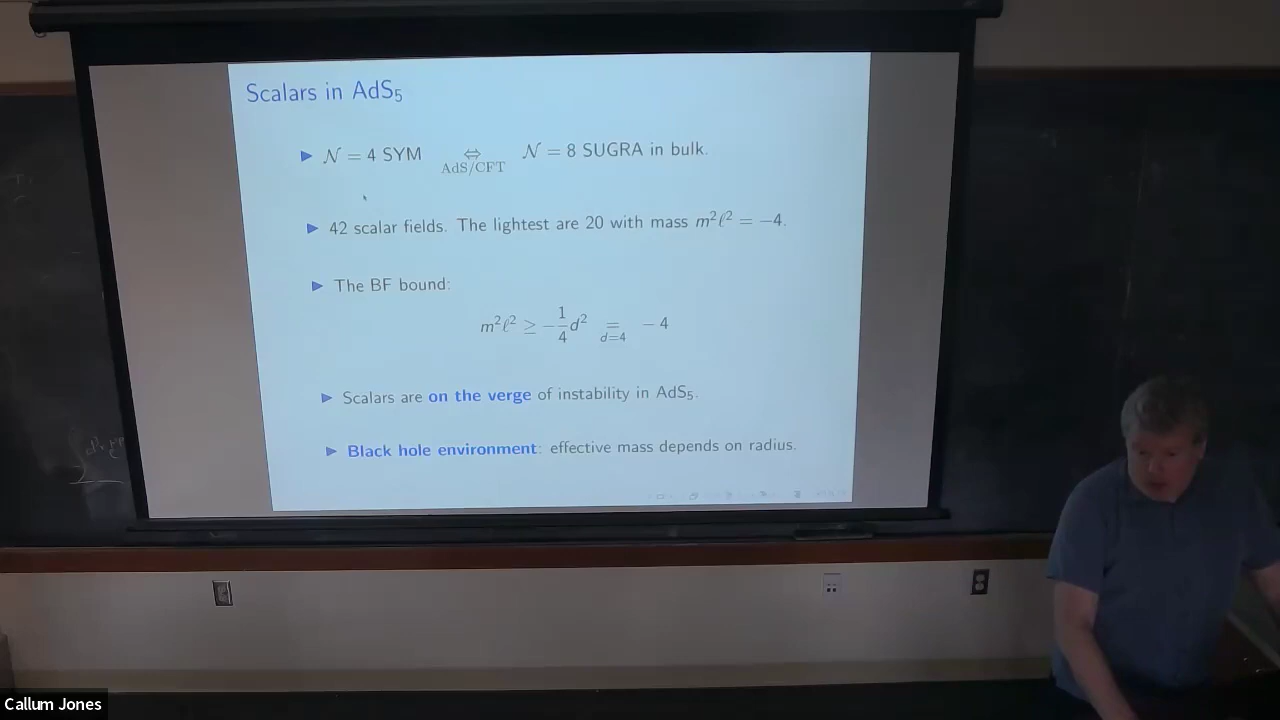 Scalars in AdS₅
▶ 𝒩 = 4 SYM ⇔ AdS/CFT 𝒩 = 8 SUGRA in bulk.
▶ 42 scalar fields. The lightest are 20 with mass m²ℓ² = −4.
▶ The BF bound:
m²ℓ² ≥ −1/4 d² = d=4 − 4
▶ Scalars are on the verge of instability in AdS₅.
▶ Black hole environment: effective mass depends on radius.
Callum Jones